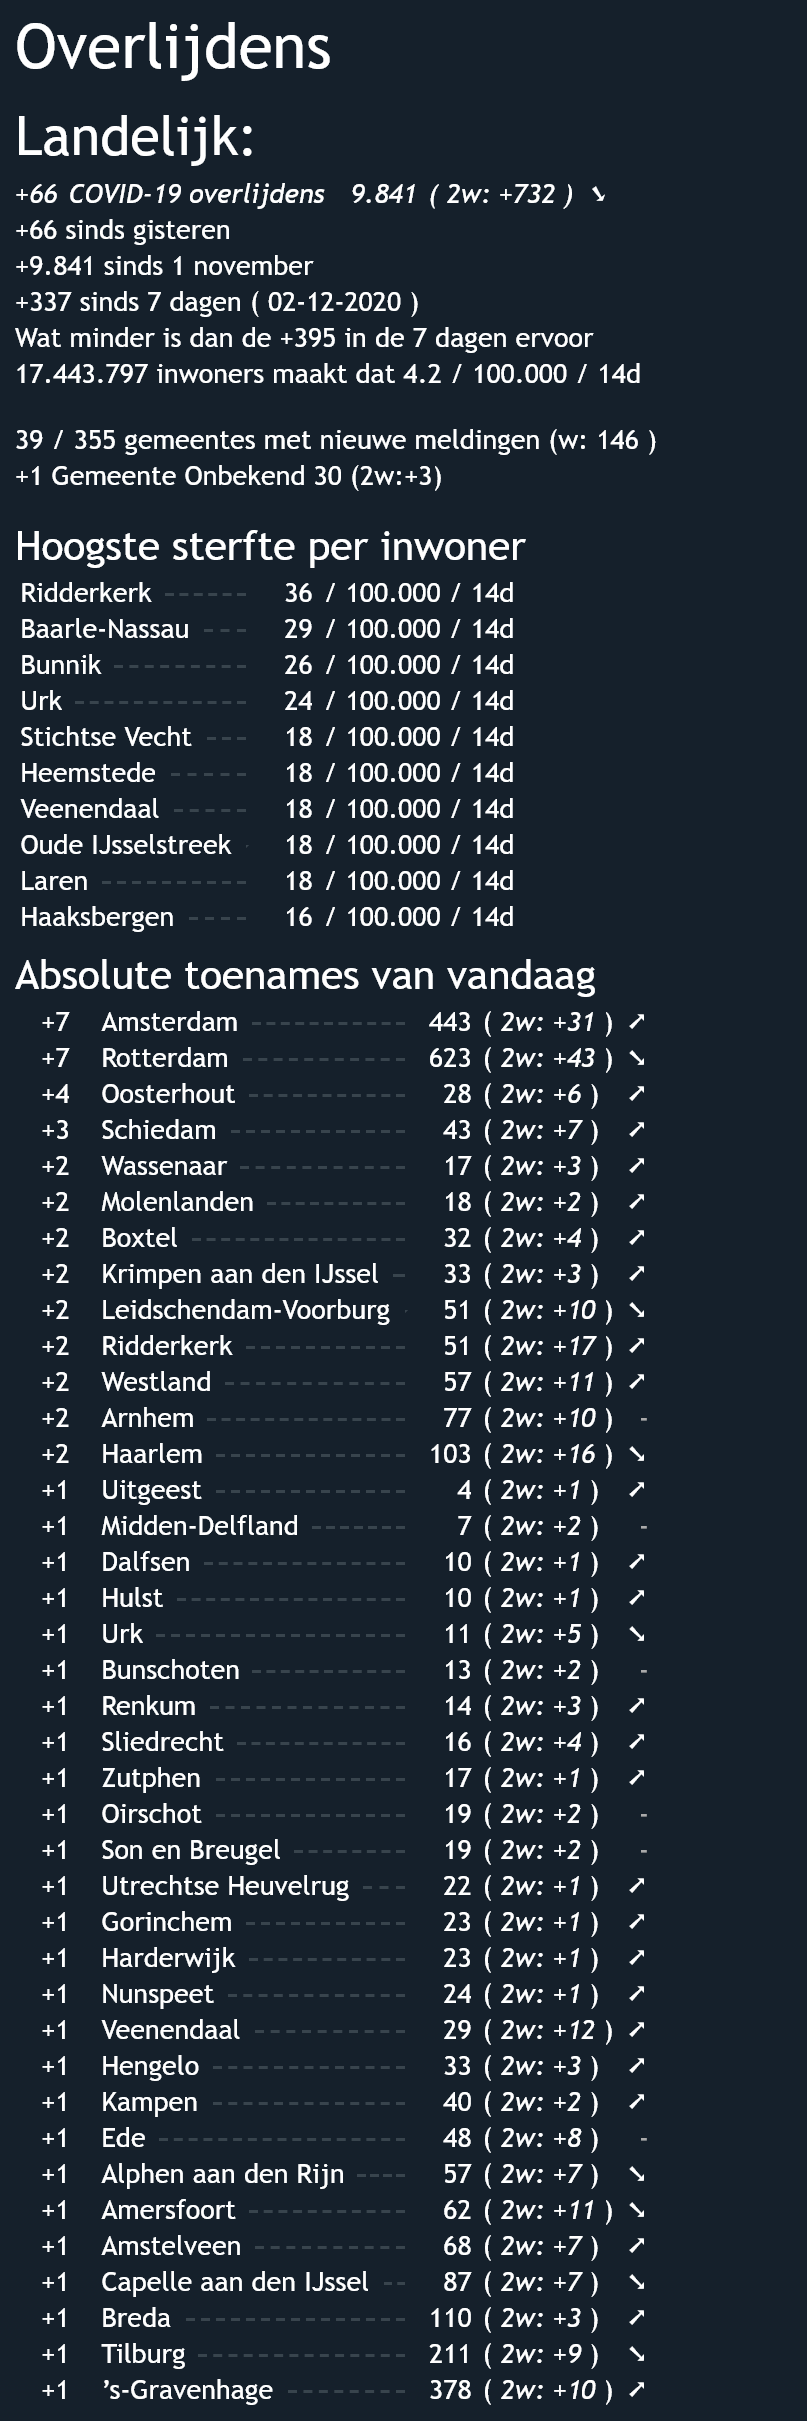 Overlijdens
Landelijk:
+66 COVID-19 overlijdens 9.841 ( 2w: +732 ) ➘
+66 sinds gisteren
+9.841 sinds 1 november
+337 sinds 7 dagen ( 02-12-2020 )
Wat minder is dan de +395 in de 7 dagen ervoor
17.443.797 inwoners maakt dat 4.2 / 100.000 / 14d
39 / 355 gemeentes met nieuwe meldingen (w: 146 )
+1 Gemeente Onbekend 30 (2w:+3)
Hoogste sterfte per inwoner
Ridderkerk ------ 36 / 100.000 / 14d
Baarle-Nassau --- 29 / 100.000 / 14d
Bunnik --------- 26 / 100.000 / 14d
Urk ------------ 24 / 100.000 / 14d
Stichtse Vecht --- 18 / 100.000 / 14d
Heemstede ----- 18 / 100.000 / 14d
Veenendaal ----- 18 / 100.000 / 14d
Oude IJsselstreek - 18 / 100.000 / 14d
Laren ---------- 18 / 100.000 / 14d
Haaksbergen ---- 16 / 100.000 / 14d
Absolute toenames van vandaag
+7 Amsterdam ----------- 443 ( 2w: +31 ) ➚
+7 Rotterdam ----------- 623 ( 2w: +43 ) ➘
+4 Oosterhout ----------- 28 ( 2w: +6 ) ➚
+3 Schiedam ------------ 43 ( 2w: +7 ) ➚
+2 Wassenaar ----------- 17 ( 2w: +3 ) ➚
+2 Molenlanden ---------- 18 ( 2w: +2 ) ➚
+2 Boxtel --------------- 32 ( 2w: +4 ) ➚
+2 Krimpen aan den IJssel - 33 ( 2w: +3 ) ➚
+2 Leidschendam-Voorburg - 51 ( 2w: +10 ) ➘
+2 Ridderkerk ----------- 51 ( 2w: +17 ) ➚
+2 Westland ------------ 57 ( 2w: +11 ) ➚
+2 Arnhem ------------- 77 ( 2w: +10 ) -
+2 Haarlem ------------- 103 ( 2w: +16 ) ➘
+1 Uitgeest ------------- 4 ( 2w: +1 ) ➚
+1 Midden-Delfland ------- 7 ( 2w: +2 ) -
+1 Dalfsen ------------- 10 ( 2w: +1 ) ➚
+1 Hulst --------------- 10 ( 2w: +1 ) ➚
+1 Urk ----------------- 11 ( 2w: +5 ) ➘
+1 Bunschoten ----------- 13 ( 2w: +2 ) -
+1 Renkum ------------- 14 ( 2w: +3 ) ➚
+1 Sliedrecht ------------ 16 ( 2w: +4 ) ➚
+1 Zutphen ------------- 17 ( 2w: +1 ) ➚
+1 Oirschot ------------- 19 ( 2w: +2 ) -
+1 Son en Breugel -------- 19 ( 2w: +2 ) -
+1 Utrechtse Heuvelrug --- 22 ( 2w: +1 ) ➚
+1 Gorinchem ----------- 23 ( 2w: +1 ) ➚
+1 Harderwijk ----------- 23 ( 2w: +1 ) ➚
+1 Nunspeet ------------ 24 ( 2w: +1 ) ➚
+1 Veenendaal ---------- 29 ( 2w: +12 ) ➚
+1 Hengelo ------------- 33 ( 2w: +3 ) ➚
+1 Kampen ------------- 40 ( 2w: +2 ) ➚
+1 Ede ----------------- 48 ( 2w: +8 ) -
+1 Alphen aan den Rijn ---- 57 ( 2w: +7 ) ➘
+1 Amersfoort ----------- 62 ( 2w: +11 ) ➘
+1 Amstelveen ---------- 68 ( 2w: +7 ) ➚
+1 Capelle aan den IJssel -- 87 ( 2w: +7 ) ➘
+1 Breda --------------- 110 ( 2w: +3 ) ➚
+1 Tilburg -------------- 211 ( 2w: +9 ) ➘
+1 ’s-Gravenhage -------- 378 ( 2w: +10 ) ➚